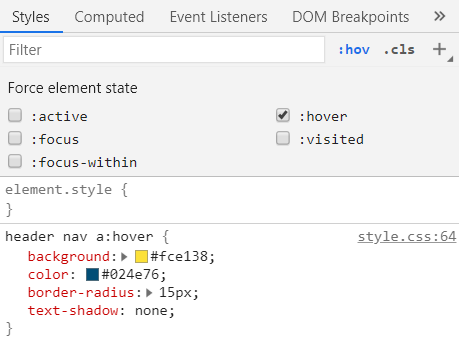 Styles Computed Event Listeners DOM Breakpoints »
Filter :hov .cls +
Force element state
:active :hover
:focus :visited
:focus-within
element.style {
}
header nav a:hover { style.css:64
background: #fce138;
color: #024e76;
border-radius: 15px;
text-shadow: none;
}